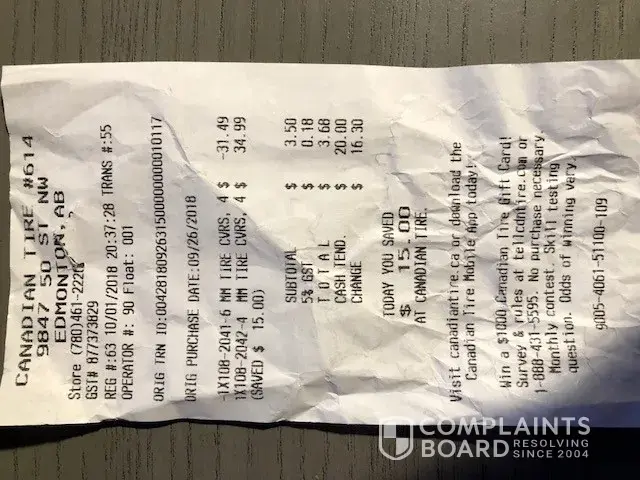 CANADIAN TIRE #614
9847 50 ST NW
EDMONTON, AB
Store (780)461-2220
GST# 877373829
REG #:63 10/01/2018 20:37:28 TRANS #:55
OPERATOR #: 90 Float: 001
ORIG TRN ID:004281809263150000000000010117
ORIG PURCHASE DATE:09/26/2018
-1X108-2041-6 MM TIRE CVRS, 4 $ -31.49
1X108-2042-4 MM TIRE CVRS, 4 $ 34.99
(SAVED $ 15.00)
SUBTOTAL $ 3.50
5% GST $ 0.18
T O T A L $ 3.68
CASH TEND. $ 20.00
CHANGE $ 16.30
TODAY YOU SAVED
$ 15.00
AT CANADIAN TIRE.
Visit canadiantire.ca or download the
Canadian Tire Mobile App today!
Win a $1000 Canadian Tire Gift Card!
Survey & rules at tellcdntire.com or
1-888-431-5595. No purchase necessary.
Monthly contest. Skill testing
question. Odds of winning vary.
9005-4061-51100-109
COMPLAINTS
BOARD RESOLVING
SINCE 2004